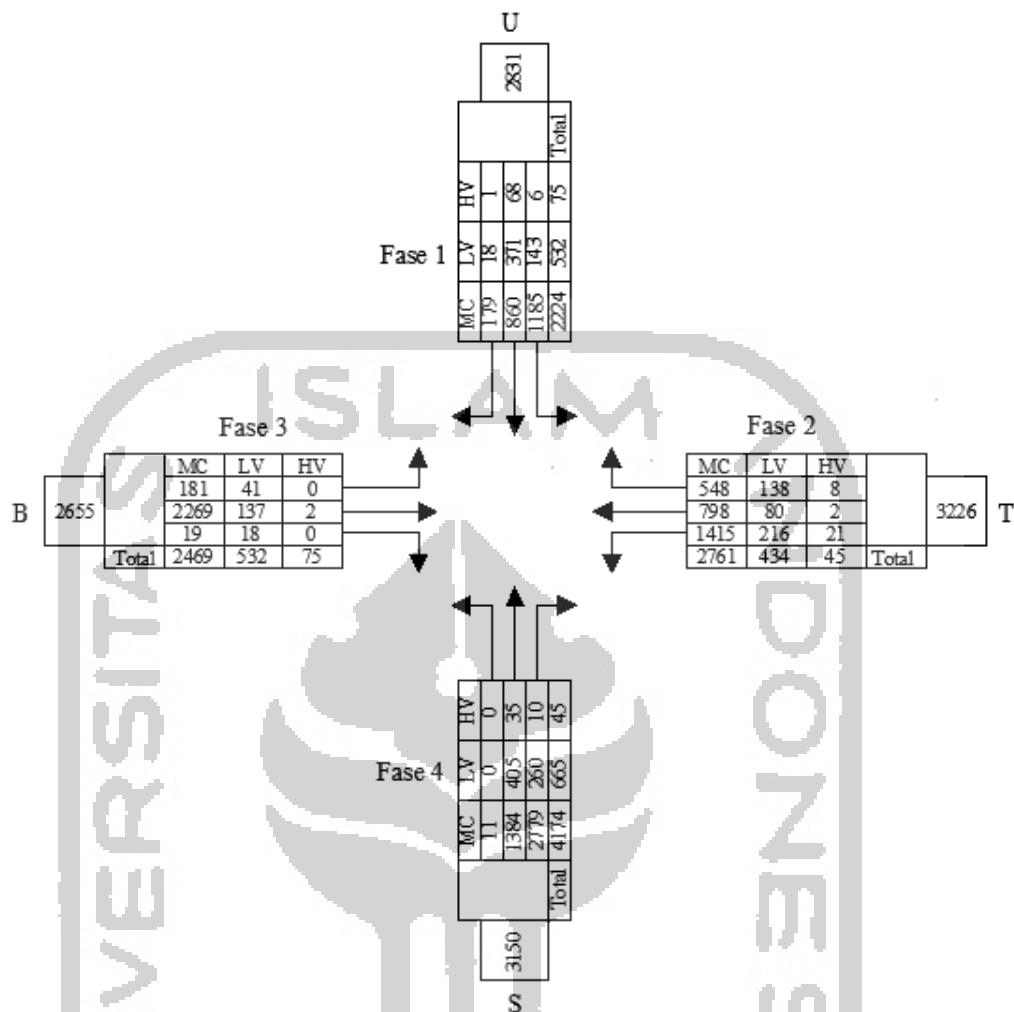 U
2831
Total
HV 1 68 6 75
Fase 1 LV 18 371 143 532
MC 179 860 1185 2224
ISLAM
Fase 3
MC LV HV
181 41 0
2269 137 2
19 18 0
Total 2469 532 75
B 2655
Fase 2
MC LV HV
548 138 8
798 80 2
1415 216 21
2761 434 45 Total
3226 T
HV 0 35 10 45
Fase 4 LV 0 405 260 665
MC 11 1384 2779 4174
Total
3150
S
VERSITAS
DONES